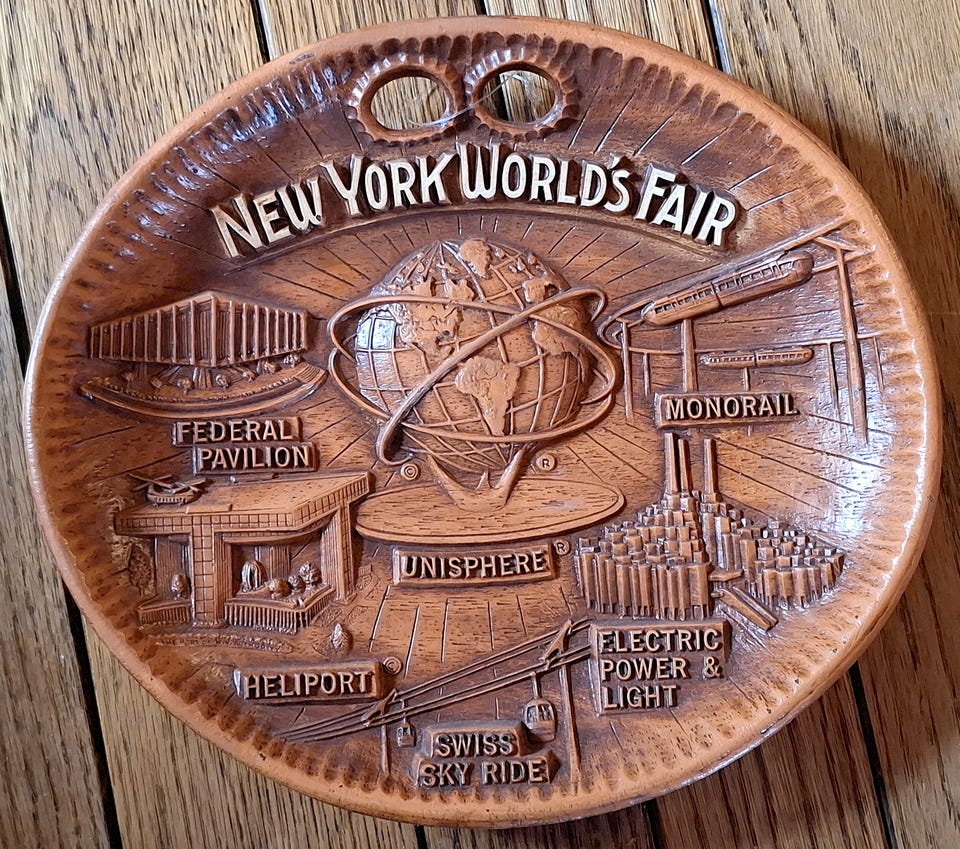 NEW YORK WORLD'S FAIR
FEDERAL
PAVILION
MONORAIL
© ®
UNISPHERE®
HELIPORT©
ELECTRIC
POWER &
LIGHT
SWISS
SKY RIDE